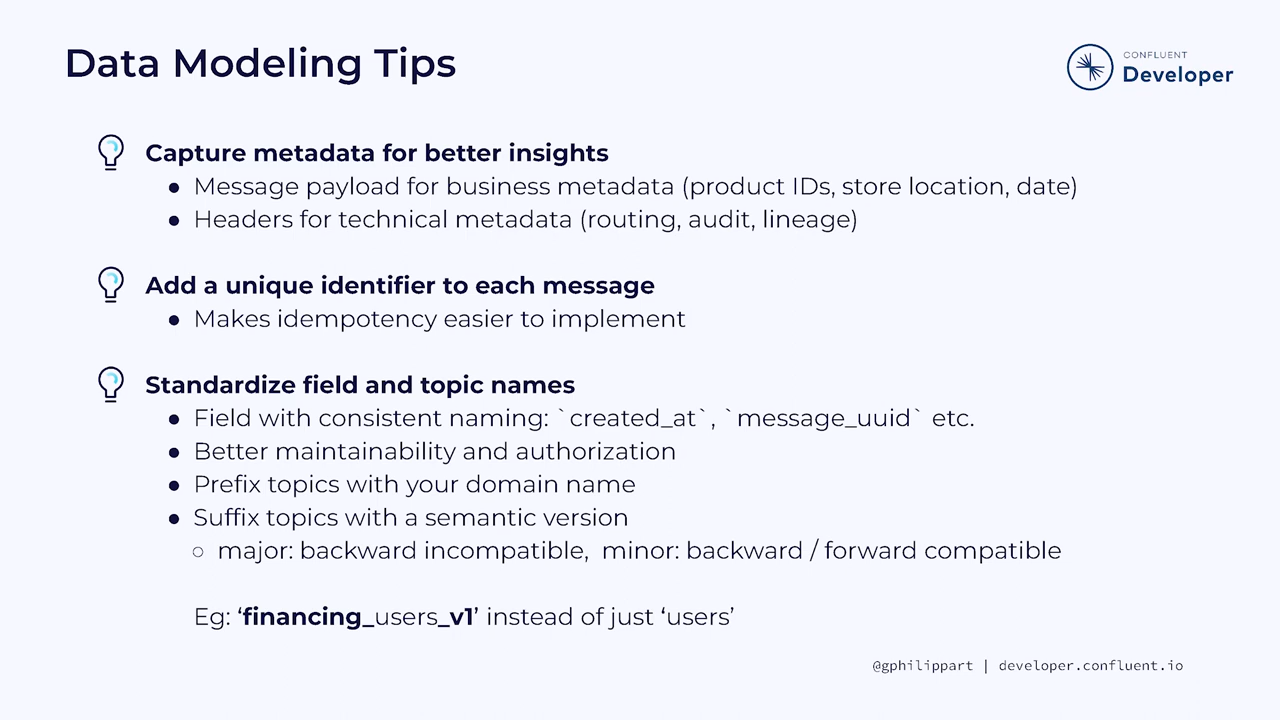 Data Modeling Tips
CONFLUENT
Developer
Capture metadata for better insights
● Message payload for business metadata (product IDs, store location, date)
● Headers for technical metadata (routing, audit, lineage)
Add a unique identifier to each message
● Makes idempotency easier to implement
Standardize field and topic names
● Field with consistent naming: `created_at`, `message_uuid` etc.
● Better maintainability and authorization
● Prefix topics with your domain name
● Suffix topics with a semantic version
○ major: backward incompatible, minor: backward / forward compatible
Eg: ‘financing_users_v1’ instead of just ‘users’
@gphilippart | developer.confluent.io